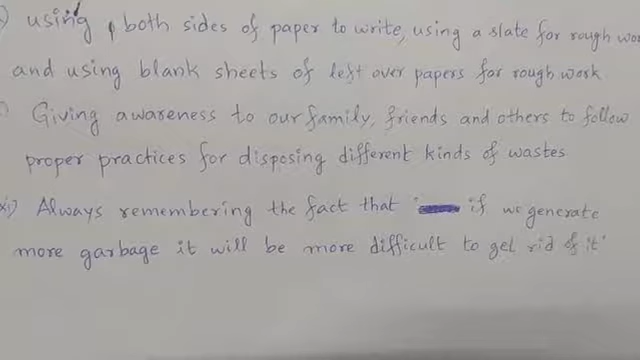 ) using both sides of paper to write, using a slate for rough wor
and using blank sheets of left over papers for rough work
) Giving awareness to our family, friends and others to follow
proper practices for disposing different kinds of wastes
xi) Always remembering the fact that if we generate
more garbage it will be more difficult to get rid of it